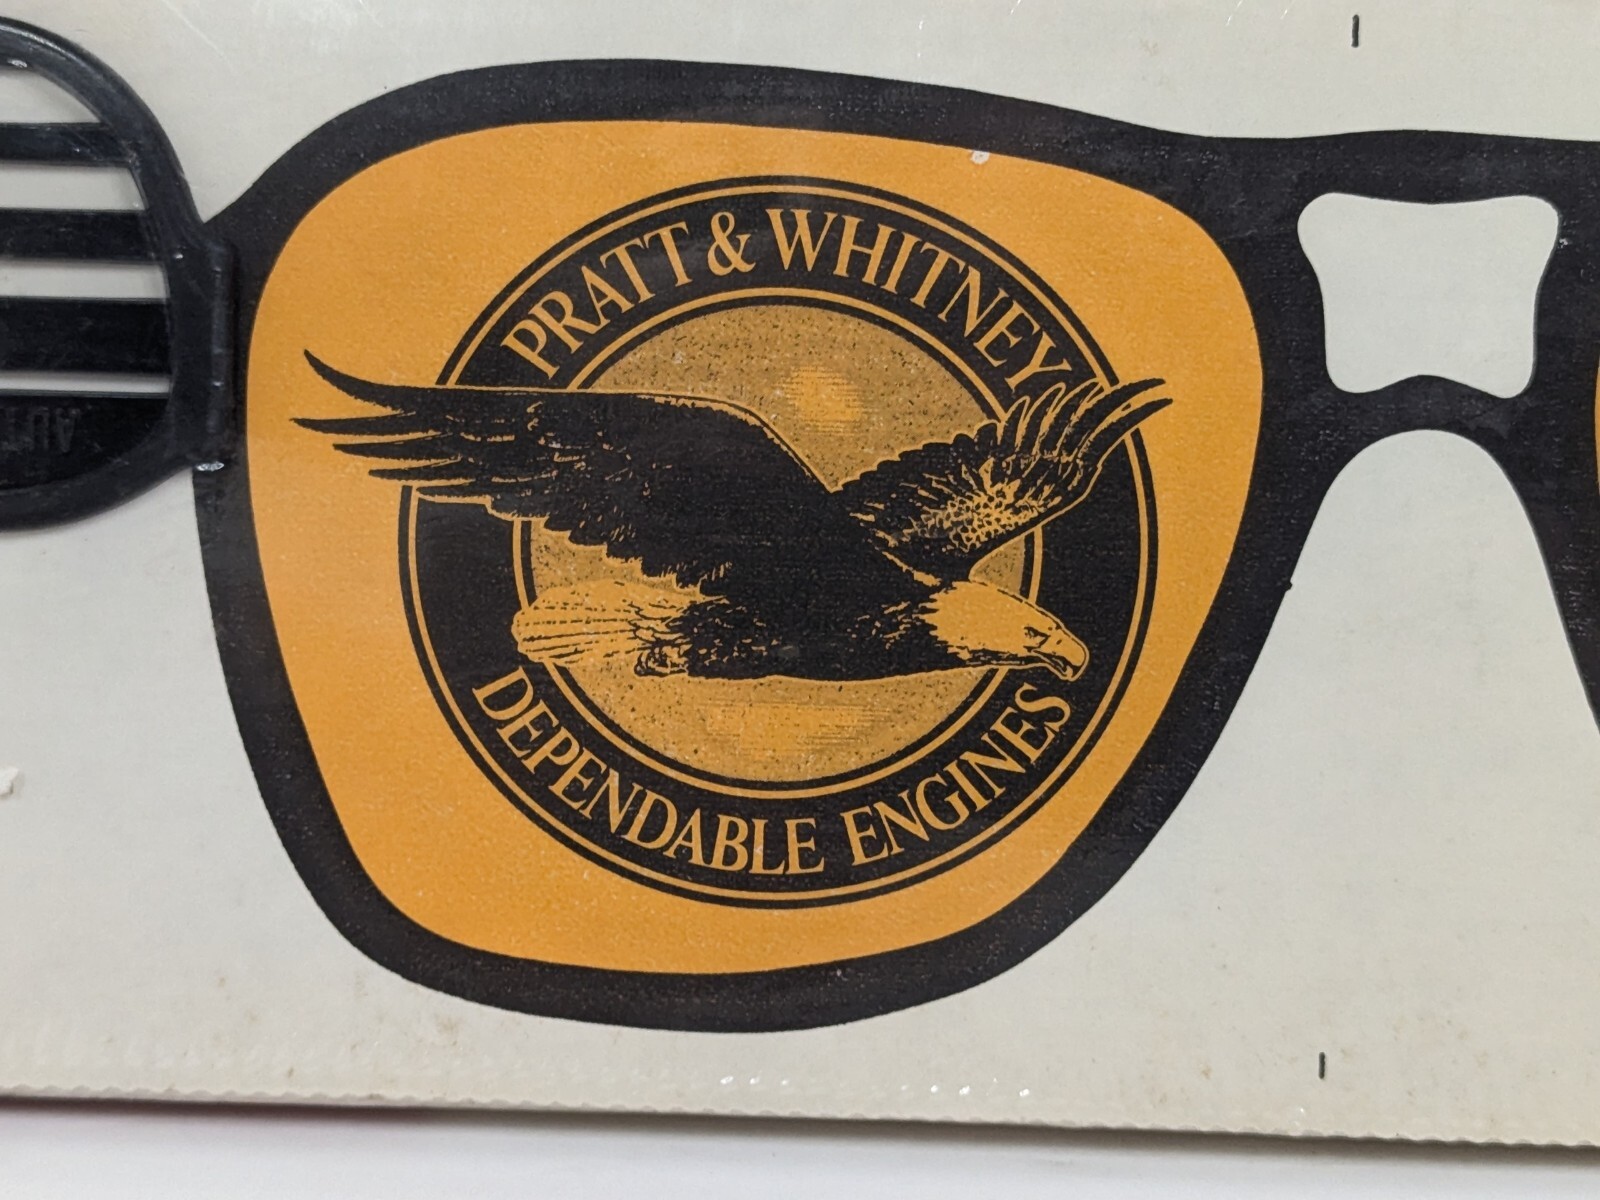 PRATT & WHITNEY
DEPENDABLE ENGINES